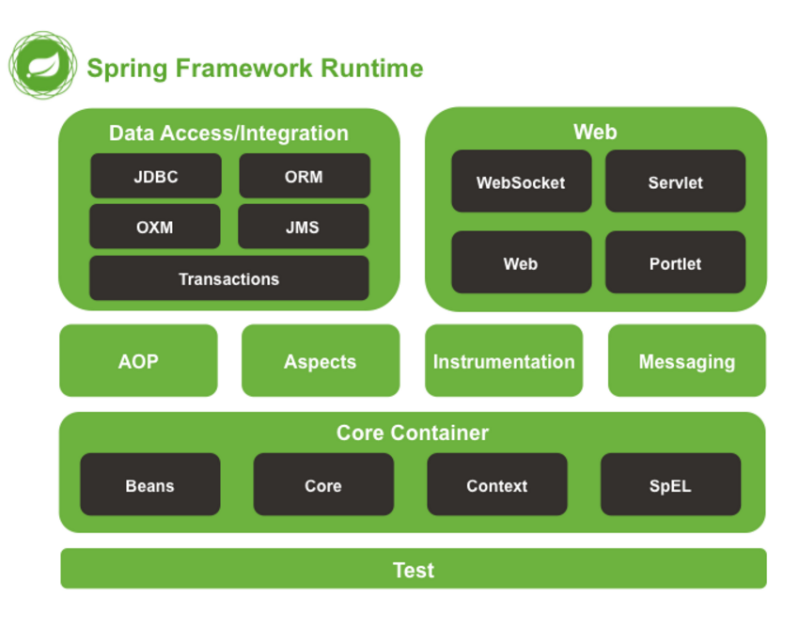 Spring Framework Runtime
Data Access/Integration
JDBC
ORM
OXM
JMS
Transactions
Web
WebSocket
Servlet
Web
Portlet
AOP
Aspects
Instrumentation
Messaging
Core Container
Beans
Core
Context
SpEL
Test